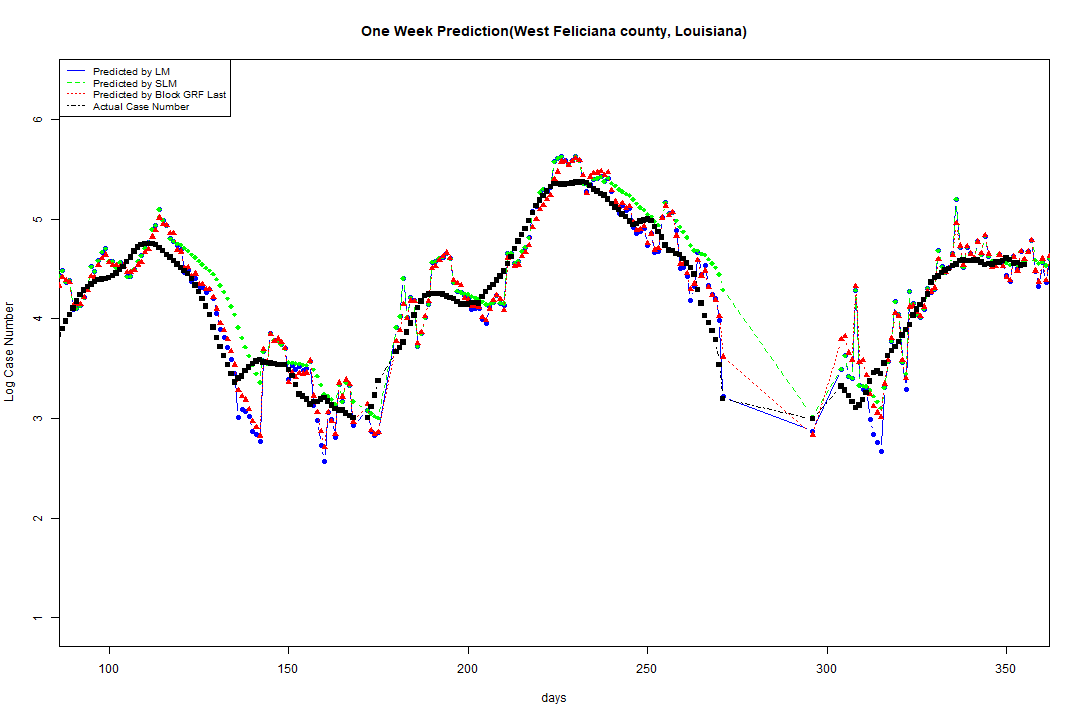 One Week Prediction(West Feliciana county, Louisiana)
Predicted by LM
Predicted by SLM
Predicted by Block GRF Last
Actual Case Number
Log Case Number
6
5
4
3
2
1
100 150 200 250 300 350
days